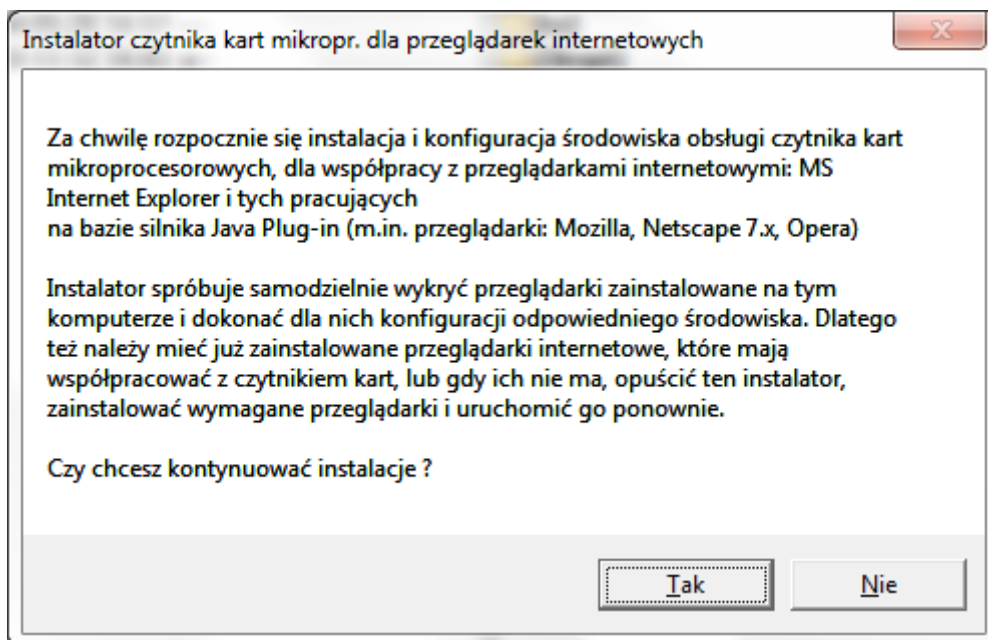 Instalator czytnika kart mikropr. dla przeglądarek internetowych
Za chwilę rozpocznie się instalacja i konfiguracja środowiska obsługi czytnika kart
mikroprocesorowych, dla współpracy z przeglądarkami internetowymi: MS
Internet Explorer i tych pracujących
na bazie silnika Java Plug-in (m.in. przeglądarki: Mozilla, Netscape 7.x, Opera)
Instalator spróbuje samodzielnie wykryć przeglądarki zainstalowane na tym
komputerze i dokonać dla nich konfiguracji odpowiedniego środowiska. Dlatego
też należy mieć już zainstalowane przeglądarki internetowe, które mają
współpracować z czytnikiem kart, lub gdy ich nie ma, opuścić ten instalator,
zainstalować wymagane przeglądarki i uruchomić go ponownie.
Czy chcesz kontynuować instalacje ?
Tak
Nie